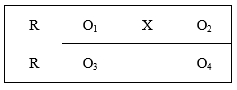 R O₁ X O₂
R O₃ O₄